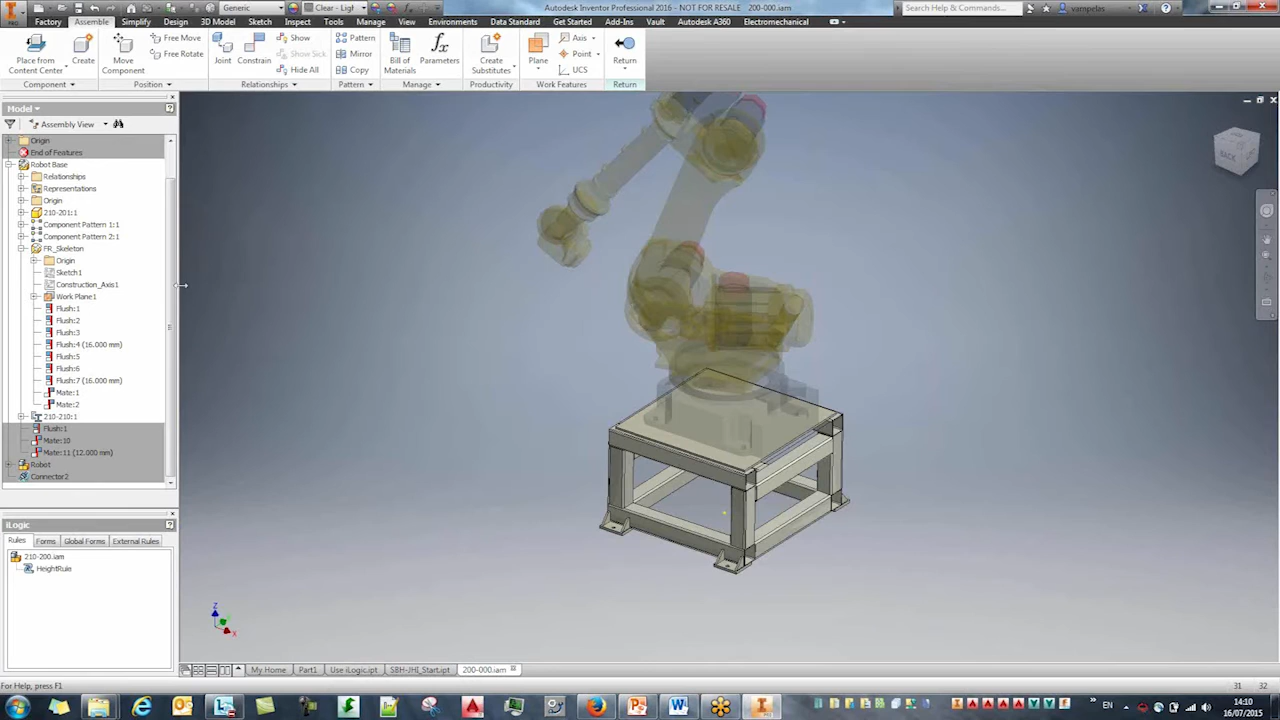 Generic
Clear - Ligh
Autodesk Inventor Professional 2016 - NOT FOR RESALE 200-000.iam
Search Help & Commands...
vampelas
PRO
Factory Assemble Simplify Design 3D Model Sketch Inspect Tools Manage View Environments Data Standard Get Started Add-Ins Vault Autodesk A360 Electromechanical
Place from
Content Center
Create
Move
Component
Free Move
Free Rotate
Joint
Constrain
Show
Show Sick
Hide All
Pattern
Mirror
Copy
Bill of
Materials
Parameters
Create
Substitutes
Plane
Axis
Point
UCS
Return
Component Position Relationships Pattern Manage Productivity Work Features Return
Model
Assembly View
Origin
End of Features
Robot Base
Relationships
Representations
Origin
210-201:1
Component Pattern 1:1
Component Pattern 2:1
FR_Skeleton
Origin
Sketch1
Construction_Axis1
Work Plane1
Flush:1
Flush:2
Flush:3
Flush:4 (16.000 mm)
Flush:5
Flush:6
Flush:7 (16.000 mm)
Mate:1
Mate:2
210-210:1
Flush:1
Mate:10
Mate:11 (12.000 mm)
Robot
Connector2
iLogic
Rules Forms Global Forms External Rules
210-200.iam
HeightRule
BACK
Z
X
My Home Part1 Use iLogic.ipt SBH-JHI_Start.ipt 200-000.iam
For Help, press F1
31 32
EN
14:10
16/07/2015